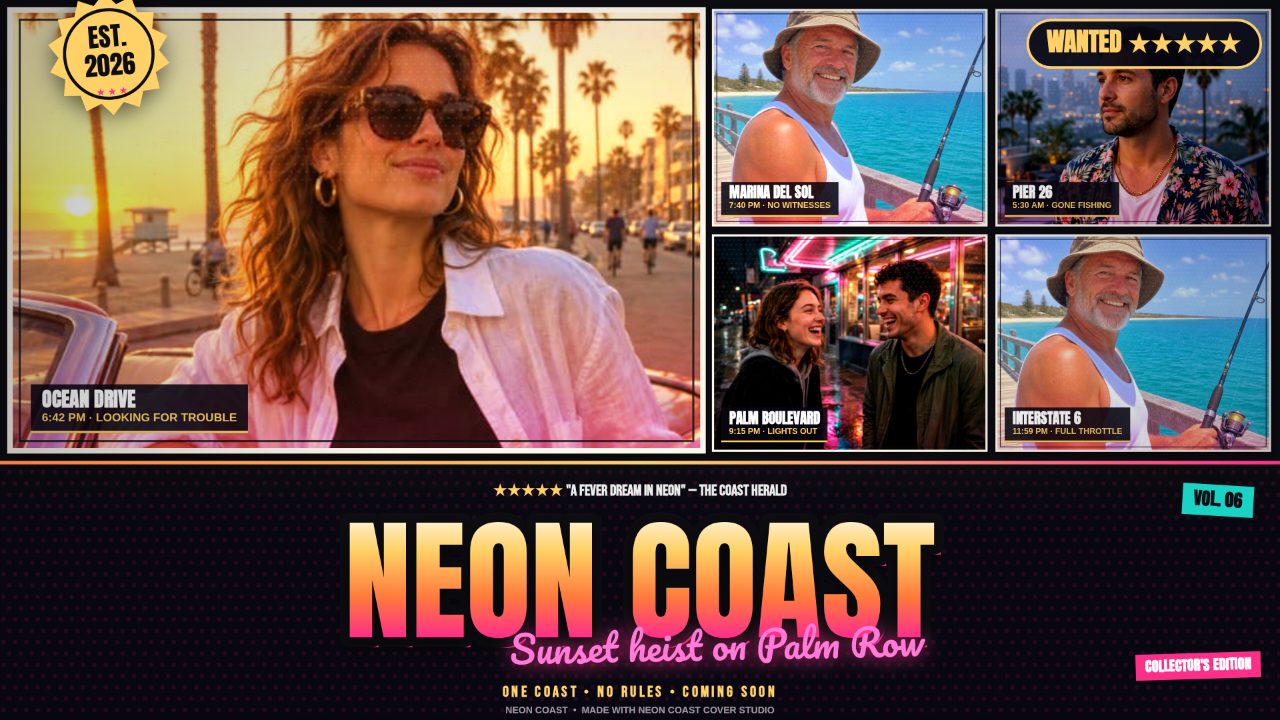 EST.
2026
WANTED ★★★★★
OCEAN DRIVE
6:42 PM · LOOKING FOR TROUBLE
MARINA DEL SOL
7:40 PM · NO WITNESSES
PIER 26
5:30 AM · GONE FISHING
PALM BOULEVARD
9:15 PM · LIGHTS OUT
INTERSTATE 6
11:59 PM · FULL THROTTLE
★★★★★ "A FEVER DREAM IN NEON" — THE COAST HERALD
VOL. 06
NEON COAST
Sunset heist on Palm Row
COLLECTOR'S EDITION
ONE COAST • NO RULES • COMING SOON
NEON COAST • MADE WITH NEON COAST COVER STUDIO